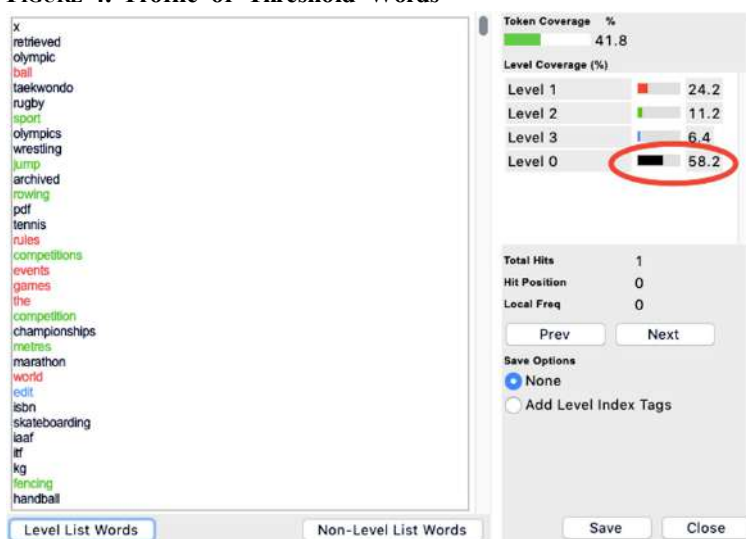 FIGURE 4. Profile of Threshold Words
x
retrieved
olympic
ball
taekwondo
rugby
sport
olympics
wrestling
jump
archived
rowing
pdf
tennis
rules
competitions
events
games
the
competition
championships
metres
marathon
world
edit
isbn
skateboarding
iaaf
itf
kg
fencing
handball
Level List Words
Non-Level List Words
Token Coverage %
41.8
Level Coverage (%)
Level 1 24.2
Level 2 11.2
Level 3 6.4
Level 0 58.2
Total Hits 1
Hit Position 0
Local Freq 0
Prev Next
Save Options
None
Add Level Index Tags
Save Close